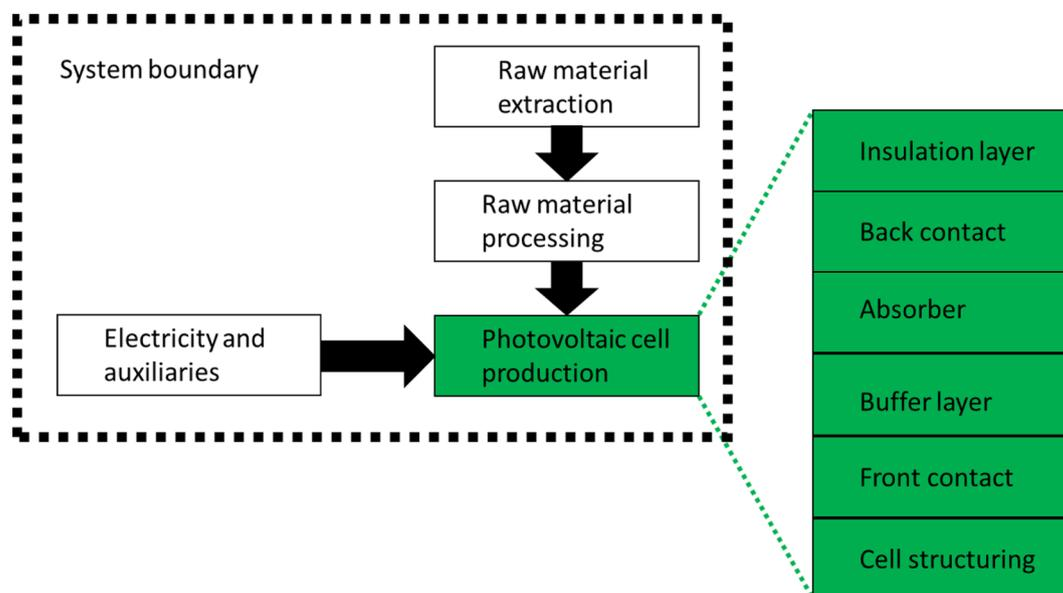 System boundary
Raw material
extraction
Raw material
processing
Electricity and
auxiliaries
Photovoltaic cell
production
Insulation layer
Back contact
Absorber
Buffer layer
Front contact
Cell structuring